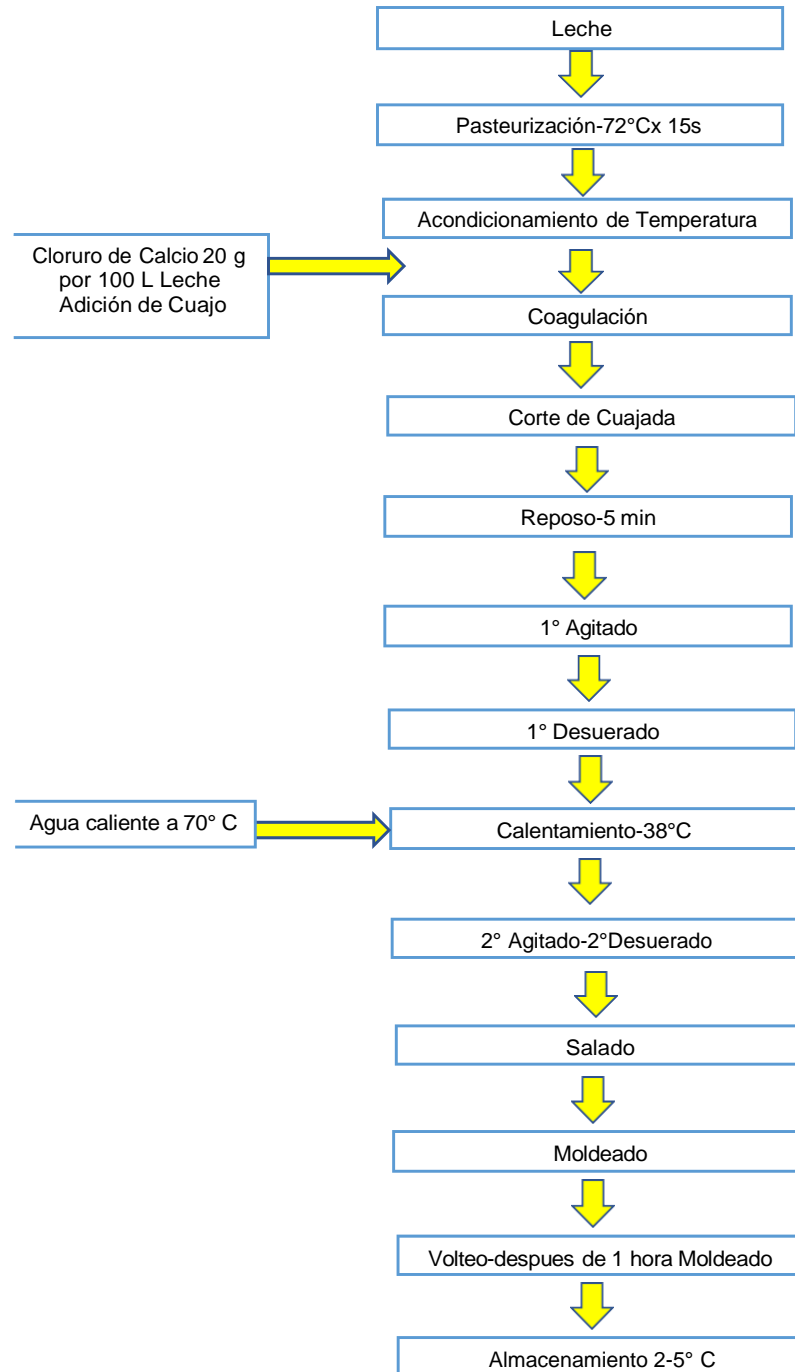 Leche
Pasteurización-72°Cx 15s
Acondicionamiento de Temperatura
Cloruro de Calcio 20 g
por 100 L Leche
Adición de Cuajo
Coagulación
Corte de Cuajada
Reposo-5 min
1° Agitado
1° Desuerado
Agua caliente a 70° C
Calentamiento-38°C
2° Agitado-2°Desuerado
Salado
Moldeado
Volteo-despues de 1 hora Moldeado
Almacenamiento 2-5° C